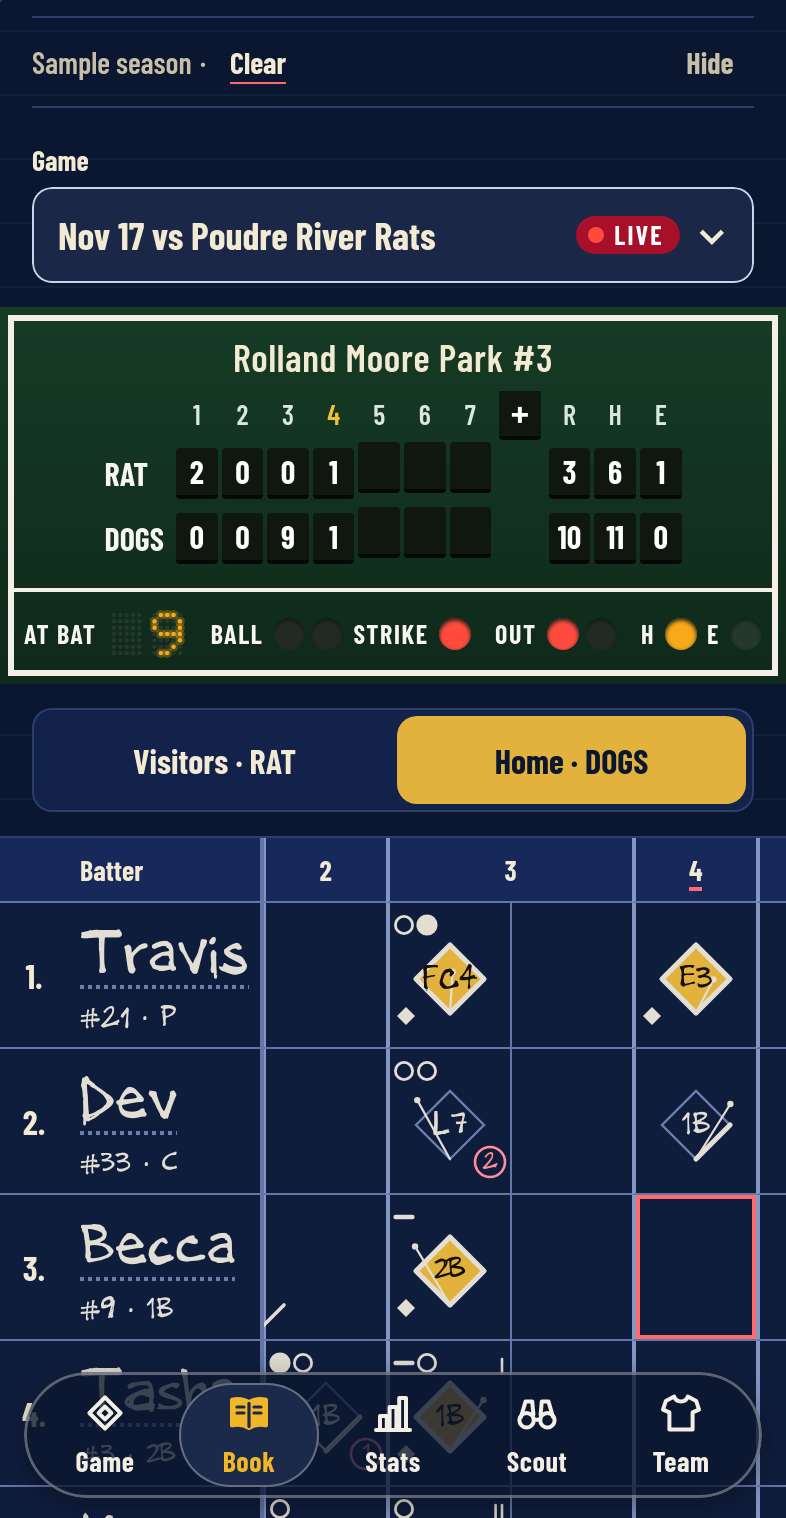 Sample season · Clear Hide
Game
Nov 17 vs Poudre River Rats LIVE
Rolland Moore Park #3
1 2 3 4 5 6 7 + R H E
RAT 2 0 0 1 3 6 1
DOGS 0 0 9 1 10 11 0
AT BAT 9 BALL STRIKE OUT H E
Visitors · RAT Home · DOGS
Batter 2 3 4
1. Travis FC4 E3
#21 · P
2. Dev L7 1B
#33 · C 2
3. Becca 2B
#9 · 1B
4. Tasha 1B 1B
#3 · 2B 1
Game Book Stats Scout Team